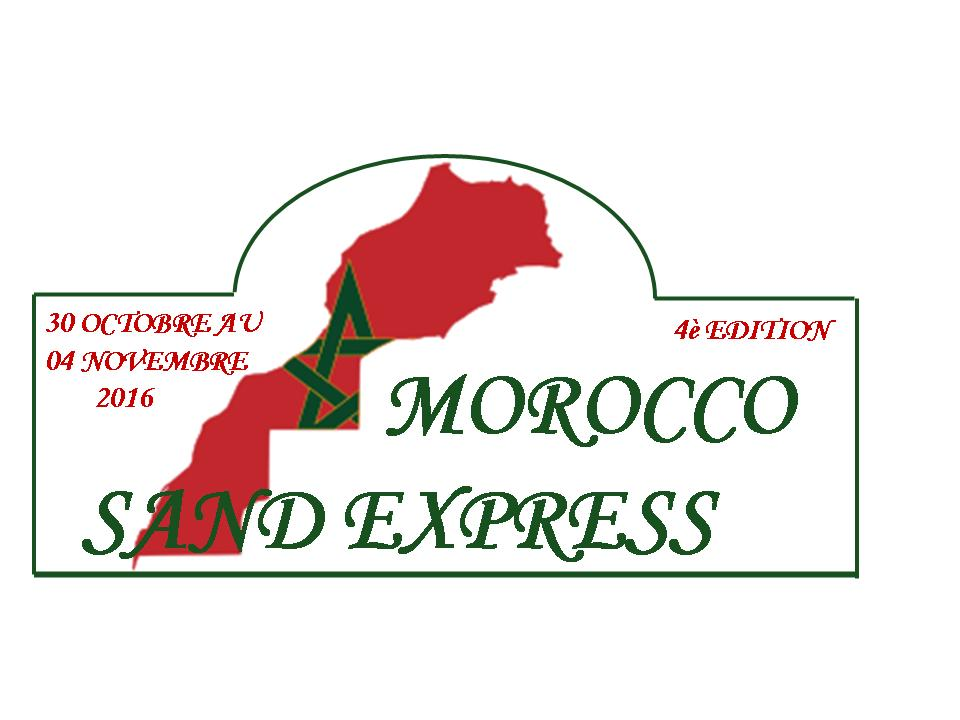 30 OCTOBRE AU
04 NOVEMBRE
2016
4è EDITION
MOROCCO
SAND EXPRESS